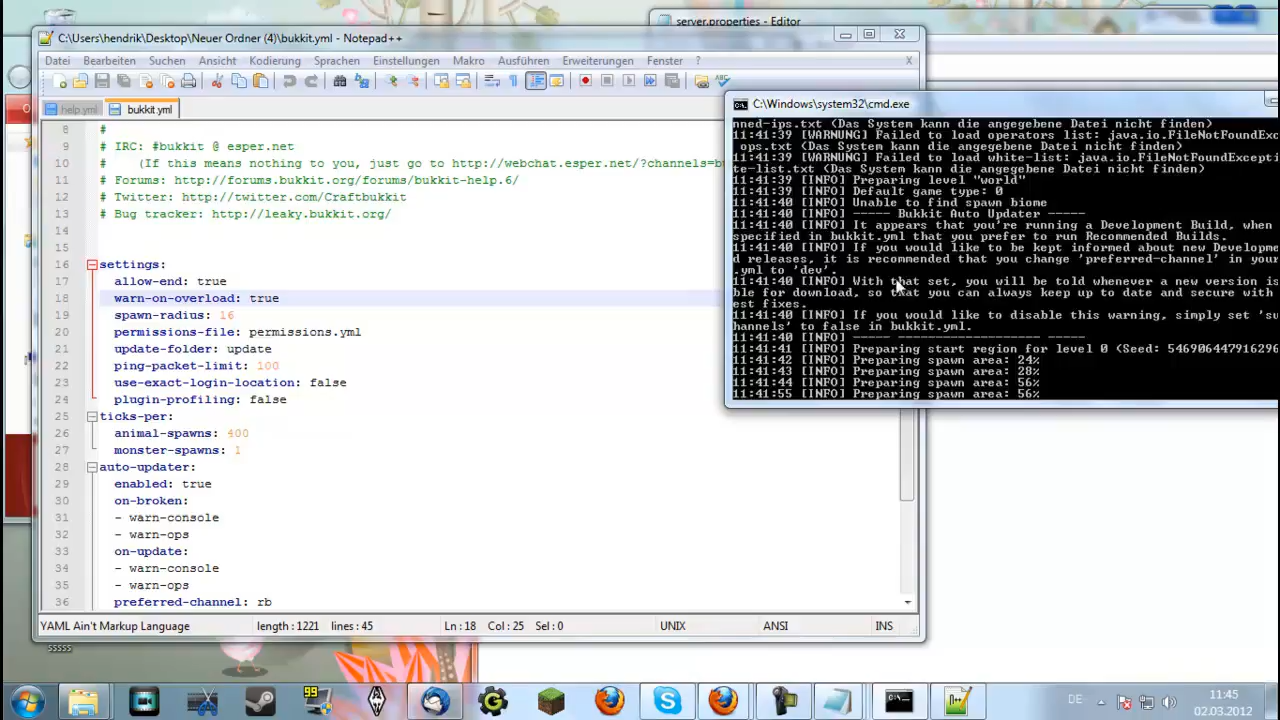 server.properties - Editor
C:\Users\hendrik\Desktop\Neuer Ordner (4)\bukkit.yml - Notepad++
Datei Bearbeiten Suchen Ansicht Kodierung Sprachen Einstellungen Makro Ausführen Erweiterungen Fenster ? X
help.yml bukkit.yml
8 #
9 # IRC: #bukkit @ esper.net
10 # (If this means nothing to you, just go to http://webchat.esper.net/?channels=b
11 # Forums: http://forums.bukkit.org/forums/bukkit-help.6/
12 # Twitter: http://twitter.com/Craftbukkit
13 # Bug tracker: http://leaky.bukkit.org/
14
15
16 settings:
17 allow-end: true
18 warn-on-overload: true
19 spawn-radius: 16
20 permissions-file: permissions.yml
21 update-folder: update
22 ping-packet-limit: 100
23 use-exact-login-location: false
24 plugin-profiling: false
25 ticks-per:
26 animal-spawns: 400
27 monster-spawns: 1
28 auto-updater:
29 enabled: true
30 on-broken:
31 - warn-console
32 - warn-ops
33 on-update:
34 - warn-console
35 - warn-ops
36 preferred-channel: rb
YAML Ain't Markup Language length : 1221 lines : 45 Ln : 18 Col : 25 Sel : 0 UNIX ANSI INS
C:\Windows\system32\cmd.exe
nned-ips.txt (Das System kann die angegebene Datei nicht finden)
11:41:39 [WARNUNG] Failed to load operators list: java.io.FileNotFoundExc
ops.txt (Das System kann die angegebene Datei nicht finden)
11:41:39 [WARNUNG] Failed to load white-list: java.io.FileNotFoundExcepti
te-list.txt (Das System kann die angegebene Datei nicht finden)
11:41:39 [INFO] Preparing level "world"
11:41:39 [INFO] Default game type: 0
11:41:40 [INFO] Unable to find spawn biome
11:41:40 [INFO] ----- Bukkit Auto Updater -----
11:41:40 [INFO] It appears that you're running a Development Build, when
specified in bukkit.yml that you prefer to run Recommended Builds.
11:41:40 [INFO] If you would like to be kept informed about new Developme
d releases, it is recommended that you change 'preferred-channel' in your
.yml to 'dev'.
11:41:40 [INFO] With that set, you will be told whenever a new version is
ble for download, so that you can always keep up to date and secure with
est fixes.
11:41:40 [INFO] If you would like to disable this warning, simply set 'su
hannels' to false in bukkit.yml.
11:41:40 [INFO] ----- ------------------- -----
11:41:41 [INFO] Preparing start region for level 0 (Seed: 546906447916296
11:41:42 [INFO] Preparing spawn area: 24%
11:41:43 [INFO] Preparing spawn area: 28%
11:41:44 [INFO] Preparing spawn area: 56%
11:41:55 [INFO] Preparing spawn area: 56%
sssss
99
DE
11:45
02.03.2012